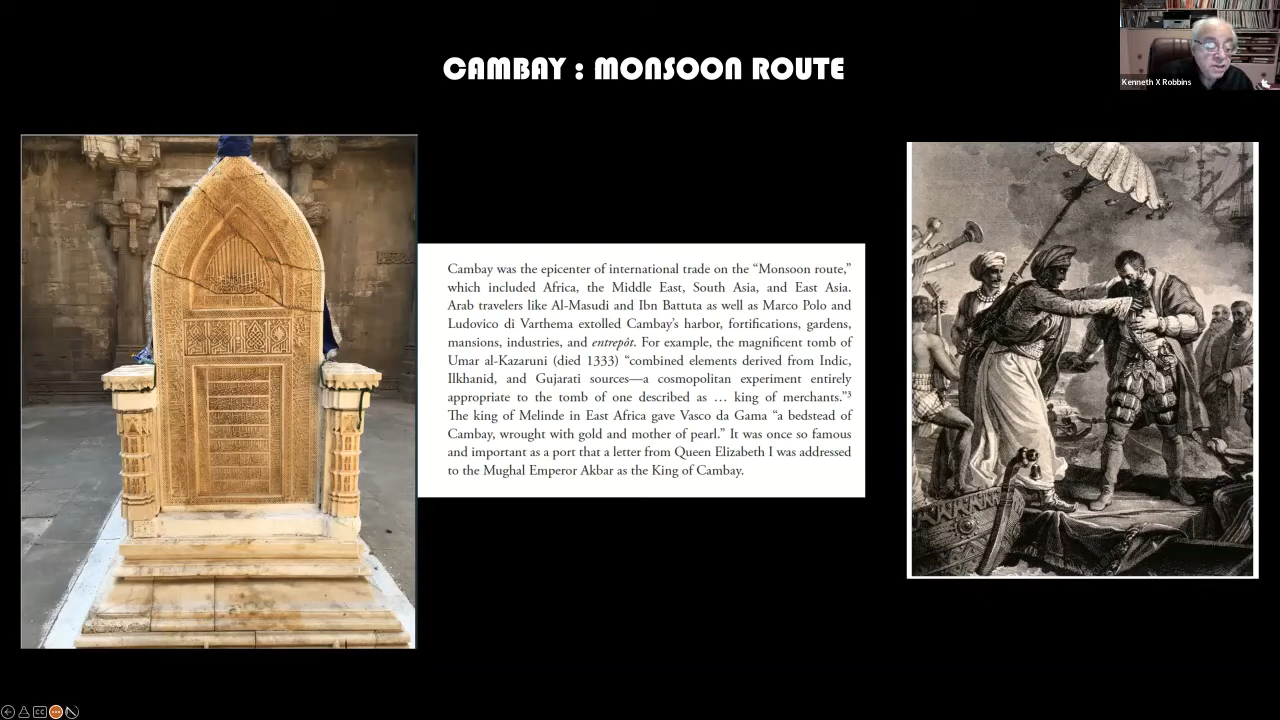 CAMBAY : MONSOON ROUTE
Kenneth X Robbins
Cambay was the epicenter of international trade on the “Monsoon route,”
which included Africa, the Middle East, South Asia, and East Asia.
Arab travelers like Al-Masudi and Ibn Battuta as well as Marco Polo and
Ludovico di Varthema extolled Cambay’s harbor, fortifications, gardens,
mansions, industries, and entrepôt. For example, the magnificent tomb of
Umar al-Kazaruni (died 1333) “combined elements derived from Indic,
Ilkhanid, and Gujarati sources—a cosmopolitan experiment entirely
appropriate to the tomb of one described as … king of merchants.”³
The king of Melinde in East Africa gave Vasco da Gama “a bedstead of
Cambay, wrought with gold and mother of pearl.” It was once so famous
and important as a port that a letter from Queen Elizabeth I was addressed
to the Mughal Emperor Akbar as the King of Cambay.
CC